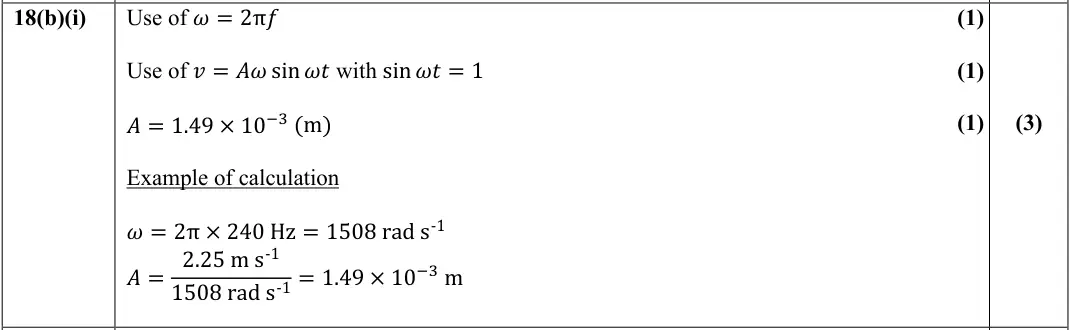 18(b)(i) Use of ω = 2πf (1)
Use of v = Aω sin ωt with sin ωt = 1 (1)
A = 1.49 × 10⁻³ (m) (1) (3)
Example of calculation
ω = 2π × 240 Hz = 1508 rad s⁻¹
A = 2.25 m s⁻¹ / 1508 rad s⁻¹ = 1.49 × 10⁻³ m